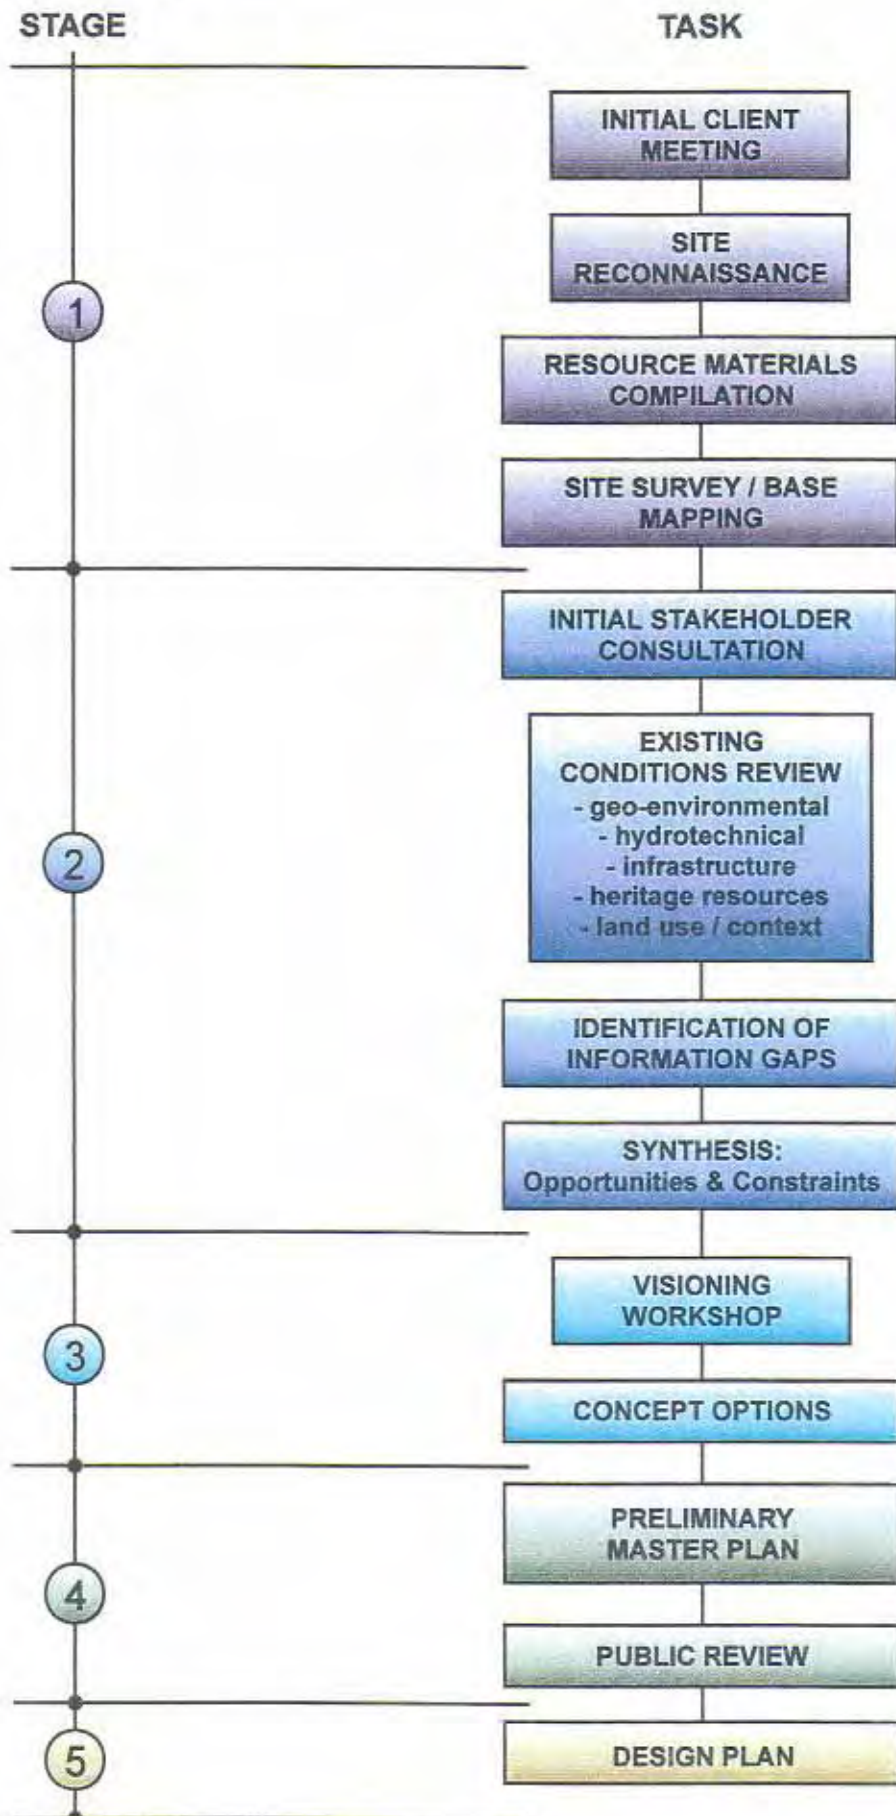 STAGE
TASK
INITIAL CLIENT
MEETING
SITE
RECONNAISSANCE
1
RESOURCE MATERIALS
COMPILATION
SITE SURVEY / BASE
MAPPING
INITIAL STAKEHOLDER
CONSULTATION
EXISTING
CONDITIONS REVIEW
- geo-environmental
- hydrotechnical
- infrastructure
- heritage resources
- land use / context
2
IDENTIFICATION OF
INFORMATION GAPS
SYNTHESIS:
Opportunities & Constraints
VISIONING
WORKSHOP
3
CONCEPT OPTIONS
PRELIMINARY
MASTER PLAN
4
PUBLIC REVIEW
5
DESIGN PLAN